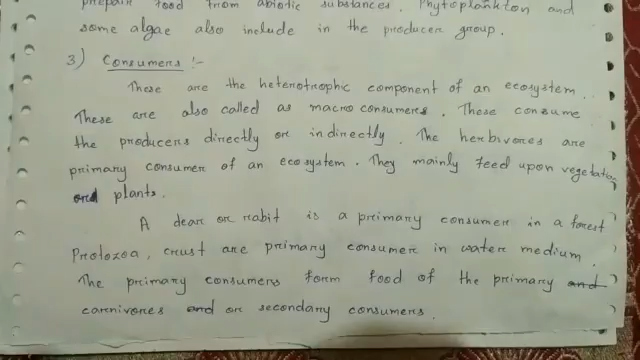 prepair food from abiotic substances. Phytoplankton and
some algae also include in the producer group.
3) Consumers :-
These are the heterotrophic component of an ecosystem.
These are also called as macro consumers. These consume
the producers directly or indirectly. The herbivores are
primary consumer of an ecosystem. They mainly feed upon vegetation
and plants.
A dear or rabit is a primary consumer in a forest
Protozoa, crust are primary consumer in water medium.
The primary consumers form food of the primary and
carnivores and or secondary consumers.